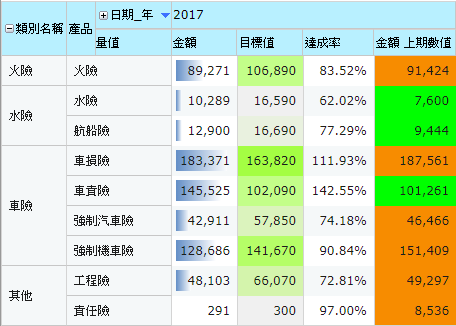 類別名稱 產品 日期_年 2017
量值 金額 目標值 達成率 金額 上期數值
火險 火險 89,271 106,890 83.52% 91,424
水險 水險 10,289 16,590 62.02% 7,600
航船險 12,900 16,690 77.29% 9,444
車險 車損險 183,371 163,820 111.93% 187,561
車責險 145,525 102,090 142.55% 101,261
強制汽車險 42,911 57,850 74.18% 46,466
強制機車險 128,686 141,670 90.84% 151,409
其他 工程險 48,103 66,070 72.81% 49,297
責任險 291 300 97.00% 8,536